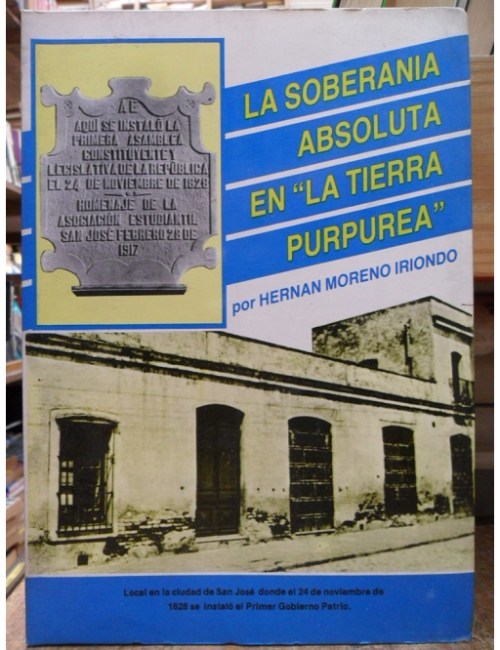 LA SOBERANIA
ABSOLUTA
EN "LA TIERRA
PURPUREA"
por HERNAN MORENO IRIONDO
A E
AQUI SE INSTALÓ LA
PRIMERA ASAMBLEA
CONSTITUYENTE Y
LEGISLATIVA DE LA REPÚBLICA
EL 24 DE NOVIEMBRE DE 1828
HOMENAJE DE LA
ASOCIACIÓN ESTUDIANTIL
SAN JOSÉ FEBRERO 28 DE
1917
Local en la ciudad de San José donde el 24 de noviembre de
1828 se instaló el Primer Gobierno Patrio.